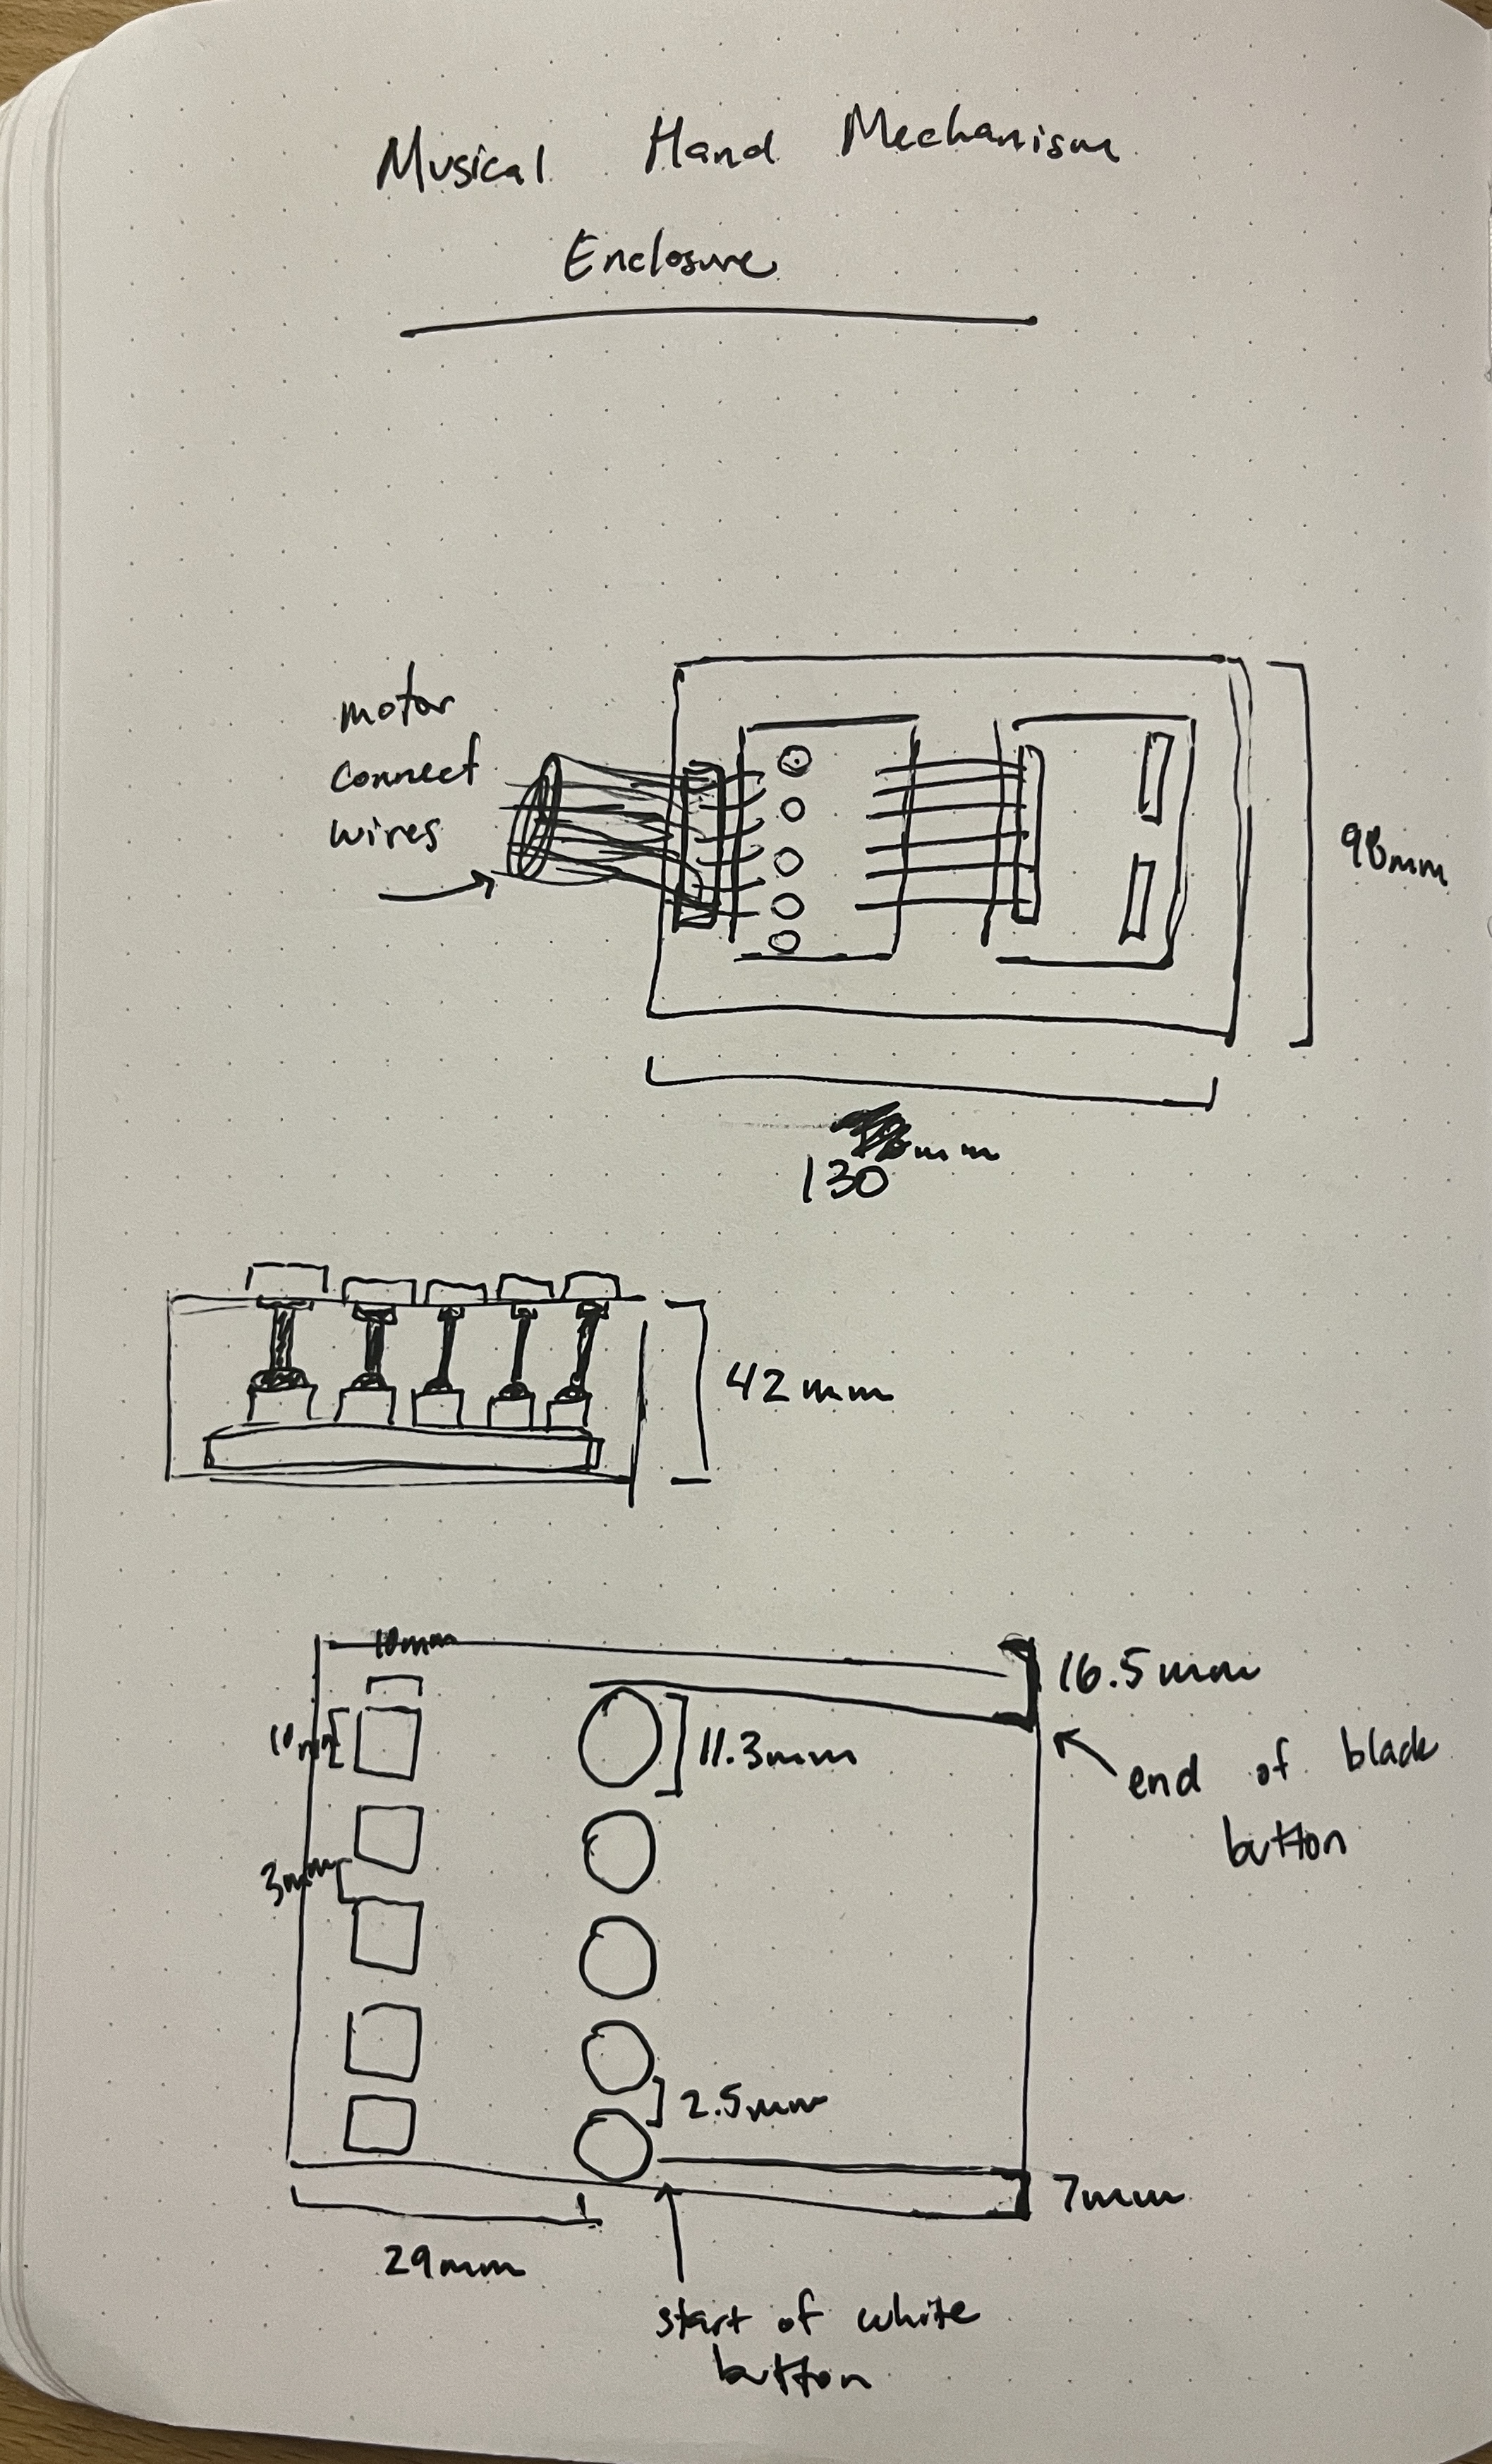 Musical Hand Mechanism
Enclosure
motor
connect
wires
98mm
mm
130
42mm
10mm
10mm
3mm
11.3mm
16.5mm
end of black
button
2.5mm
7mm
29mm
start of white
button